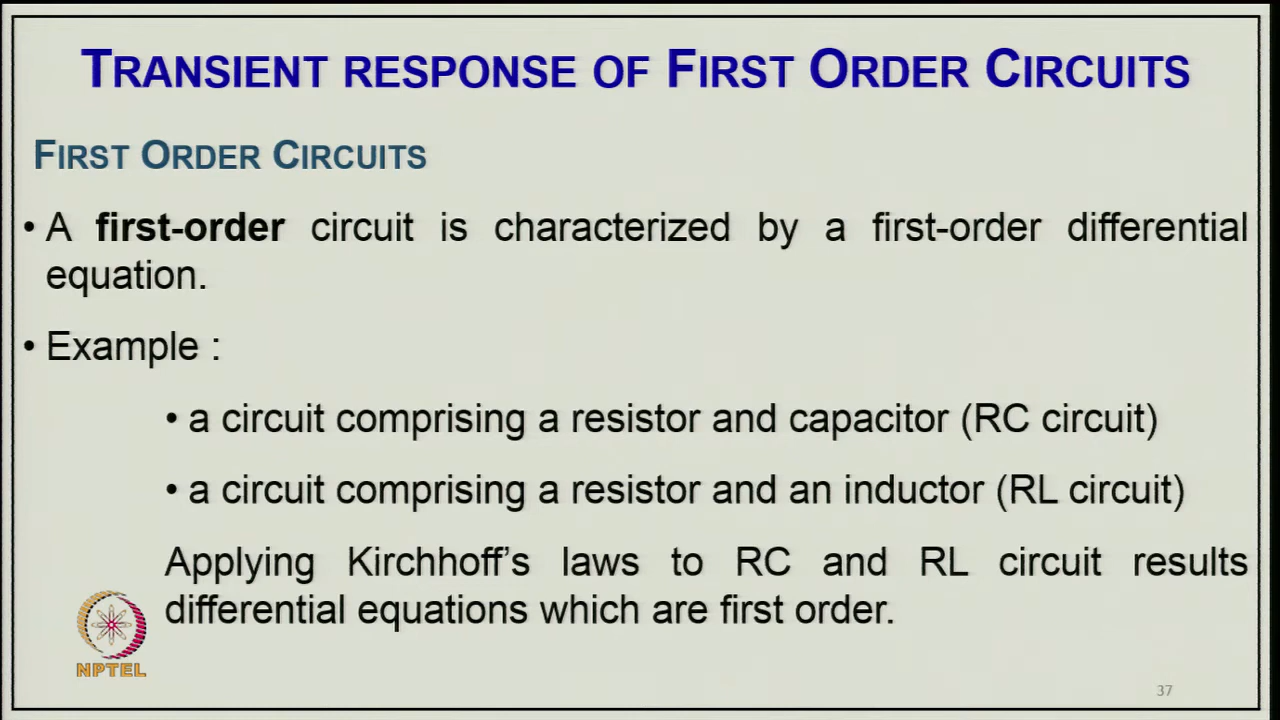 TRANSIENT RESPONSE OF FIRST ORDER CIRCUITS
FIRST ORDER CIRCUITS
• A first-order circuit is characterized by a first-order differential
equation.
• Example :
• a circuit comprising a resistor and capacitor (RC circuit)
• a circuit comprising a resistor and an inductor (RL circuit)
Applying Kirchhoff’s laws to RC and RL circuit results
differential equations which are first order.
NPTEL
37